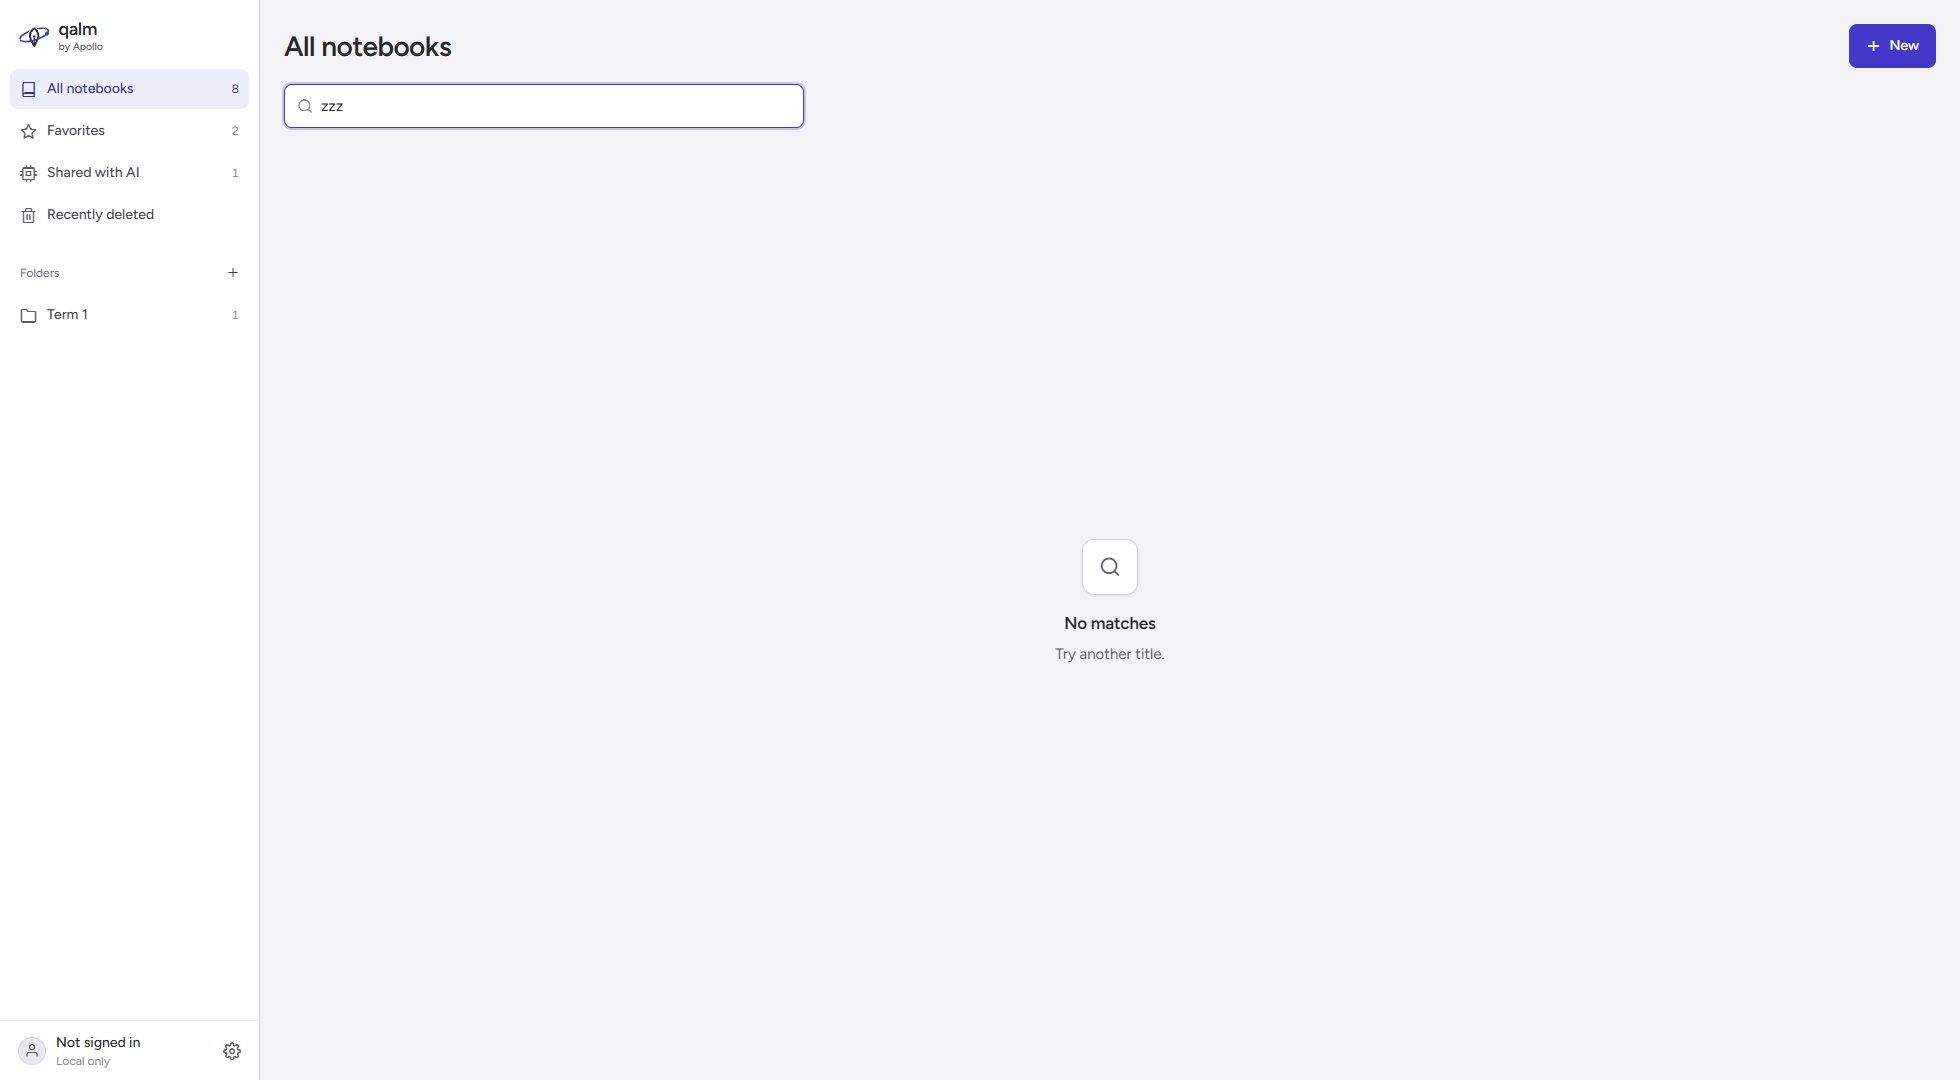 qalm
by Apollo
All notebooks 8
Favorites 2
Shared with AI 1
Recently deleted
Folders
Term 1 1
Not signed in
Local only
All notebooks
New
zzz
No matches
Try another title.